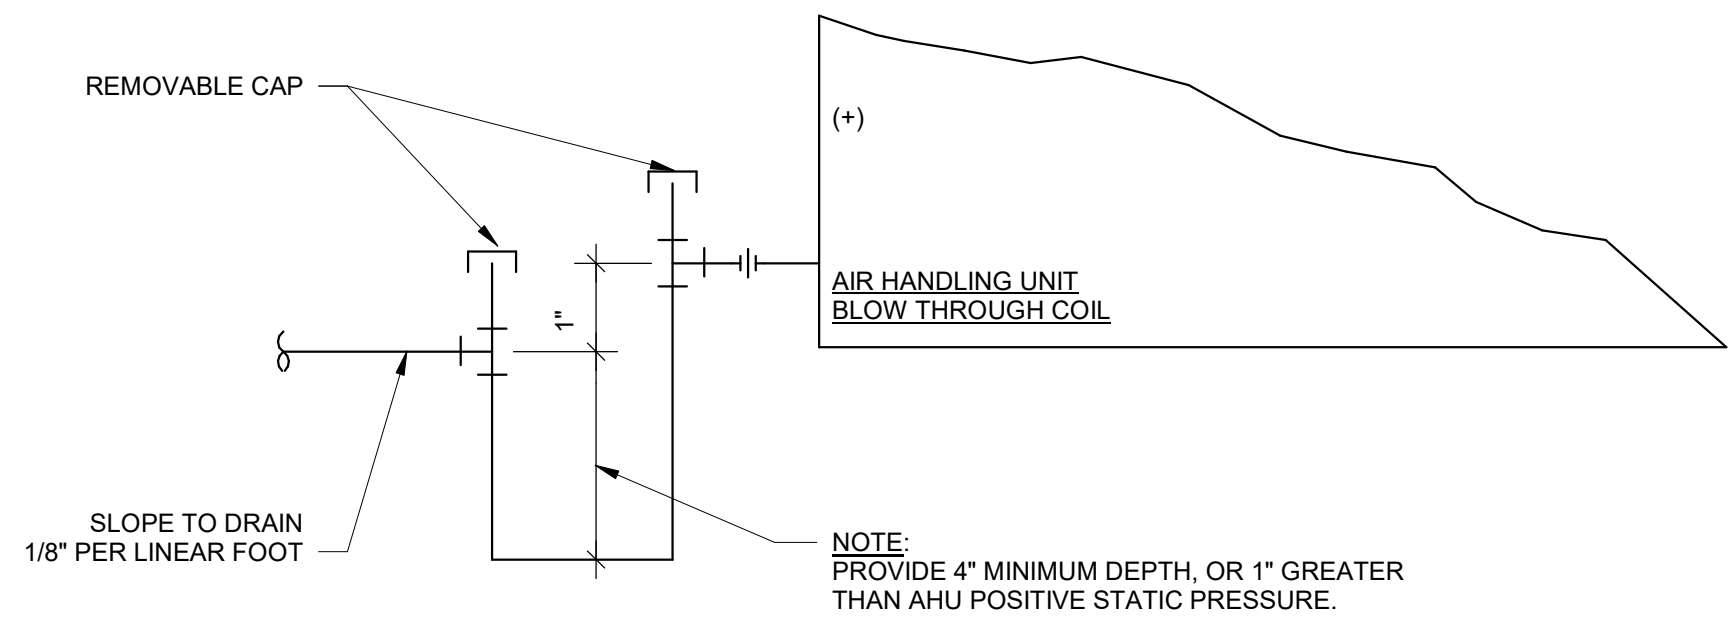 REMOVABLE CAP
(+)
AIR HANDLING UNIT
BLOW THROUGH COIL
1"
SLOPE TO DRAIN
1/8" PER LINEAR FOOT
NOTE:
PROVIDE 4" MINIMUM DEPTH, OR 1" GREATER
THAN AHU POSITIVE STATIC PRESSURE.